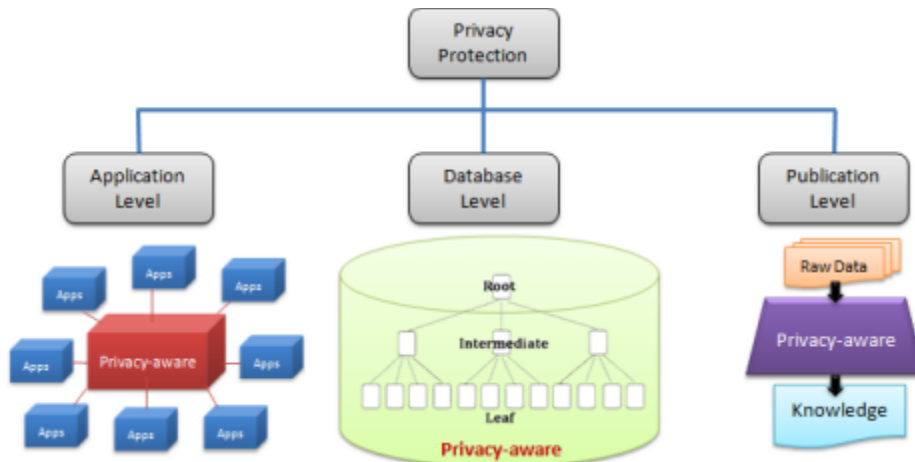 Privacy
Protection
Application
Level
Database
Level
Publication
Level
Apps
Apps
Apps
Apps
Privacy-aware
Apps
Apps
Apps
Apps
Root
Intermediate
Leaf
Privacy-aware
Raw Data
Privacy-aware
Knowledge